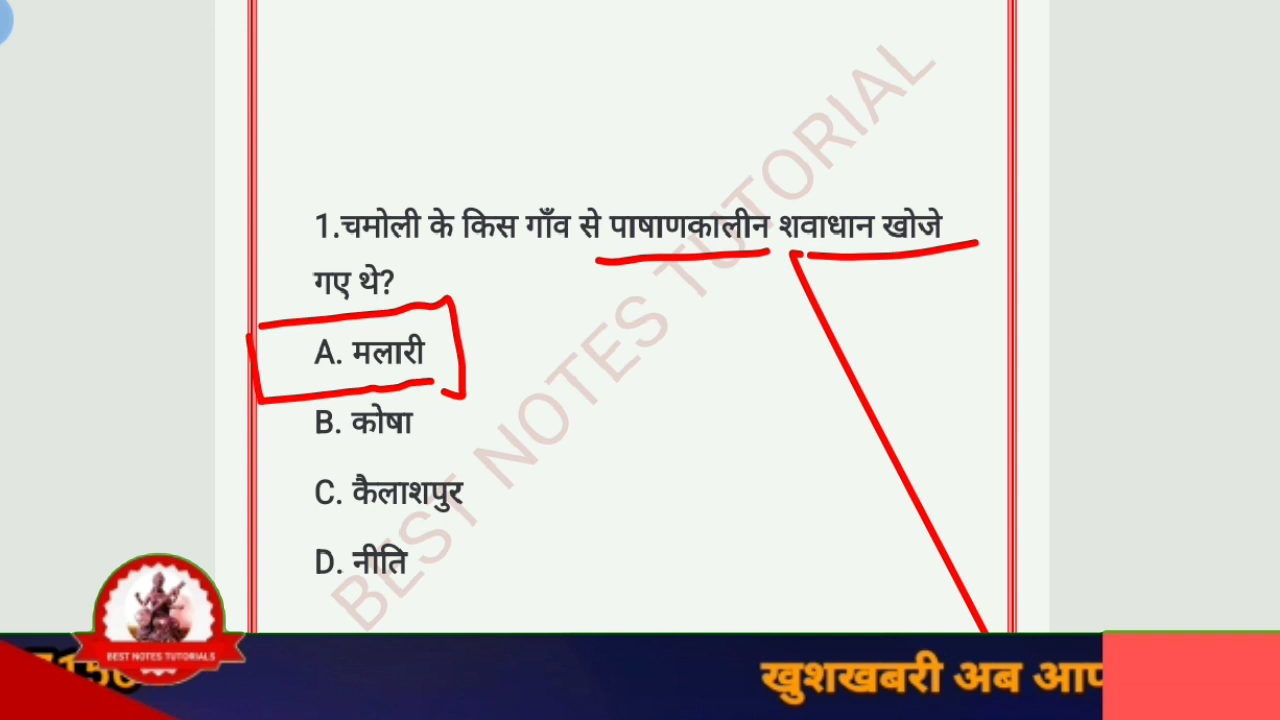 1.चमोली के किस गाँव से पाषाणकालीन शवाधान खोजे
गए थे?
A. मलारी
B. कोषा
C. कैलाशपुर
D. नीति
BEST NOTES TUTORIAL
BEST NOTES TUTORIALS
खुशखबरी अब आप